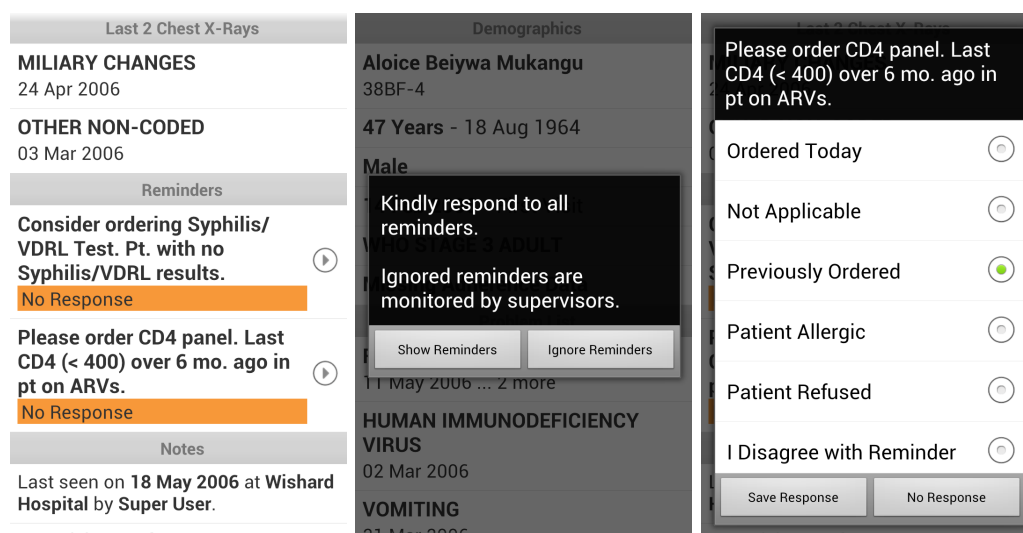 Last 2 Chest X-Rays
MILIARY CHANGES
24 Apr 2006
OTHER NON-CODED
03 Mar 2006
Reminders
Consider ordering Syphilis/
VDRL Test. Pt. with no
Syphilis/VDRL results.
No Response
Please order CD4 panel. Last
CD4 (< 400) over 6 mo. ago in
pt on ARVs.
No Response
Notes
Last seen on 18 May 2006 at Wishard
Hospital by Super User.
Demographics
Aloice Beiywa Mukangu
38BF-4
47 Years - 18 Aug 1964
Male
Kindly respond to all
reminders.
WHO STAGE 3 ADULT
Ignored reminders are
monitored by supervisors.
Show Reminders
Ignore Reminders
11 May 2006 ... 2 more
HUMAN IMMUNODEFICIENCY
VIRUS
02 Mar 2006
VOMITING
Last 2 Chest X-Rays
Please order CD4 panel. Last
CD4 (< 400) over 6 mo. ago in
pt on ARVs.
Ordered Today
Not Applicable
Previously Ordered
Patient Allergic
Patient Refused
I Disagree with Reminder
Save Response
No Response